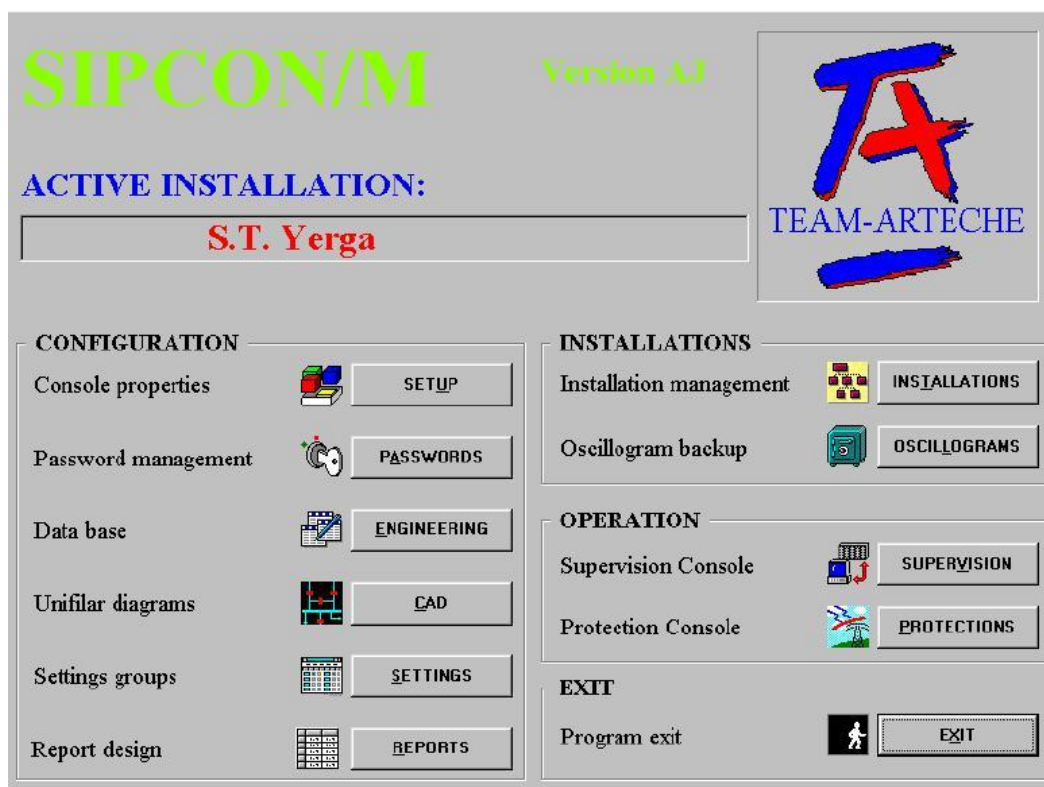 SIPCON/M Version AJ
ACTIVE INSTALLATION:
S.T. Yerga
TEAM-ARTECHE
CONFIGURATION
Console properties SETUP
Password management PASSWORDS
Data base ENGINEERING
Unifilar diagrams CAD
Settings groups SETTINGS
Report design REPORTS
INSTALLATIONS
Installation management INSTALLATIONS
Oscillogram backup OSCILLOGRAMS
OPERATION
Supervision Console SUPERVISION
Protection Console PROTECTIONS
EXIT
Program exit EXIT